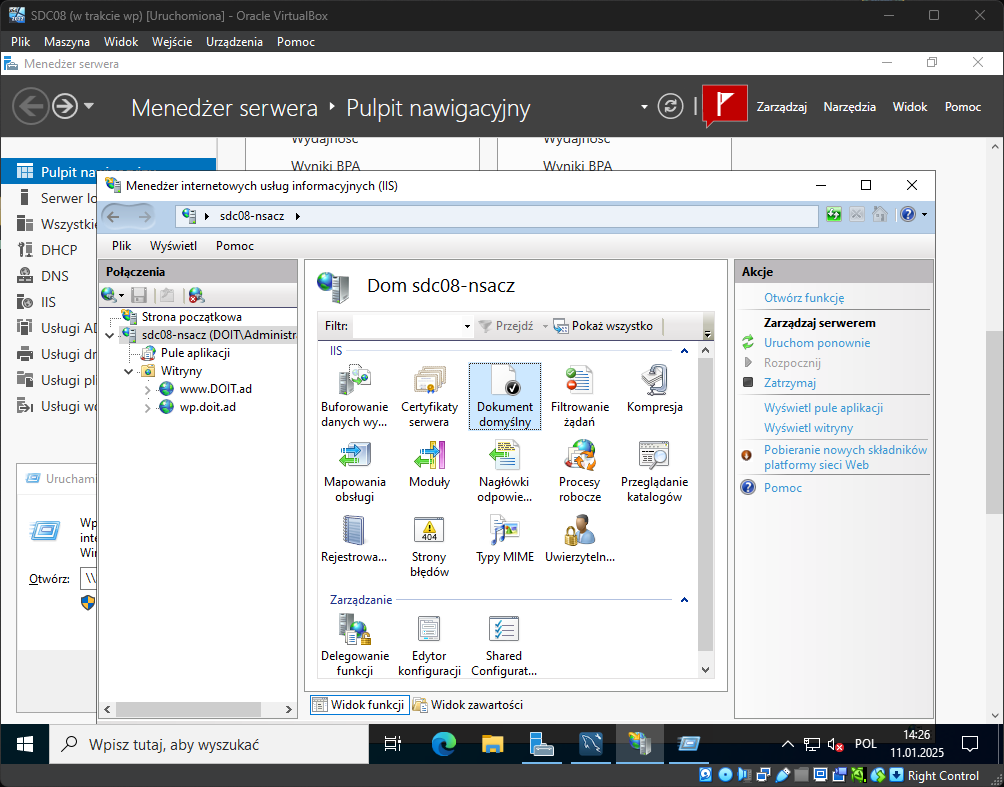 SDC08 (w trakcie wp) [Uruchomiona] - Oracle VirtualBox
Plik Maszyna Widok Wejście Urządzenia Pomoc
Menedżer serwera
Menedżer serwera Pulpit nawigacyjny
Zarządzaj Narzędzia Widok Pomoc
Wydajność Wydajność
Wyniki BPA Wyniki BPA
Serwer lo
Wszystkie
DHCP
DNS
IIS
Usługi AD
Usługi dr
Usługi pl
Usługi wd
Uruchami
Wp
inte
Wir
Otwórz: \\
Menedżer internetowych usług informacyjnych (IIS)
sdc08-nsacz
Plik Wyświetl Pomoc
Połączenia
Strona początkowa
sdc08-nsacz (DOIT\Administr
Pule aplikacji
Witryny
www.DOIT.ad
wp.doit.ad
Dom sdc08-nsacz
Filtr: Przejdź Pokaż wszystko
IIS
Buforowanie danych wy...
Certyfikaty serwera
Dokument domyślny
Filtrowanie żądań
Kompresja
Mapowania obsługi
Moduły
Nagłówki odpowie...
Procesy robocze
Przeglądanie katalogów
Rejestrowa...
404
Strony błędów
Typy MIME
Uwierzyteln...
Zarządzanie
Delegowanie funkcji
Edytor konfiguracji
Shared Configurat...
Widok funkcji Widok zawartości
Akcje
Otwórz funkcję
Zarządzaj serwerem
Uruchom ponownie
Rozpocznij
Zatrzymaj
Wyświetl pule aplikacji
Wyświetl witryny
Pobieranie nowych składników
platformy sieci Web
Pomoc
Wpisz tutaj, aby wyszukać
POL
14:26
11.01.2025
Right Control